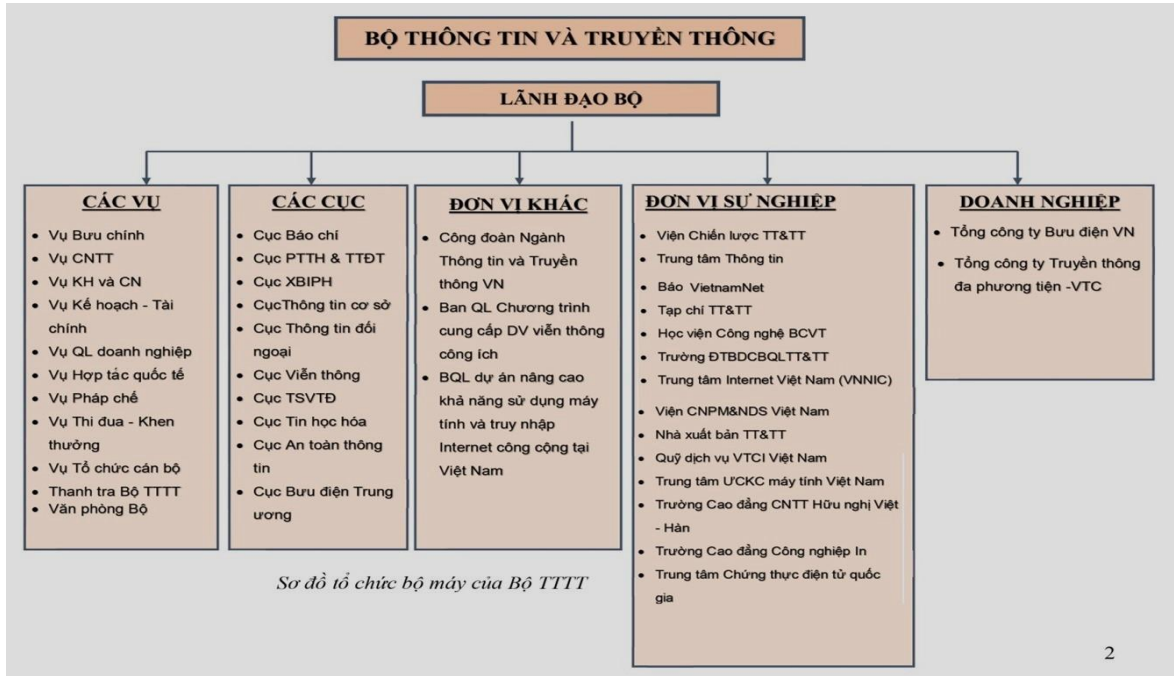 BỘ THÔNG TIN VÀ TRUYỀN THÔNG
LÃNH ĐẠO BỘ
CÁC VỤ
• Vụ Bưu chính
• Vụ CNTT
• Vụ KH và CN
• Vụ Kế hoạch - Tài
chính
• Vụ QL doanh nghiệp
• Vụ Hợp tác quốc tế
• Vụ Pháp chế
• Vụ Thi đua - Khen
thưởng
• Vụ Tổ chức cán bộ
• Thanh tra Bộ TTTT
• Văn phòng Bộ
CÁC CỤC
• Cục Báo chí
• Cục PTTH & TTĐT
• Cục XBIPH
• CụcThông tin cơ sở
• Cục Thông tin đối
ngoại
• Cục Viễn thông
• Cục TSVTĐ
• Cục Tin học hóa
• Cục An toàn thông
tin
• Cục Bưu điện Trung
ương
ĐƠN VỊ KHÁC
• Công đoàn Ngành
Thông tin và Truyền
thông VN
• Ban QL Chương trình
cung cấp DV viễn thông
công ích
• BQL dự án nâng cao
khả năng sử dụng máy
tính và truy nhập
Internet công cộng tại
Việt Nam
ĐƠN VỊ SỰ NGHIỆP
• Viện Chiến lược TT&TT
• Trung tâm Thông tin
• Báo VietnamNet
• Tạp chí TT&TT
• Học viện Công nghệ BCVT
• Trường ĐTBDCBQLTT&TT
• Trung tâm Internet Việt Nam (VNNIC)
• Viện CNPM&NDS Việt Nam
• Nhà xuất bản TT&TT
• Quỹ dịch vụ VTCI Việt Nam
• Trung tâm ƯCKC máy tính Việt Nam
• Trường Cao đẳng CNTT Hữu nghị Việt
- Hàn
• Trường Cao đẳng Công nghiệp In
• Trung tâm Chứng thực điện tử quốc
gia
DOANH NGHIỆP
• Tổng công ty Bưu điện VN
• Tổng công ty Truyền thông
đa phương tiện -VTC
Sơ đồ tổ chức bộ máy của Bộ TTTT
2